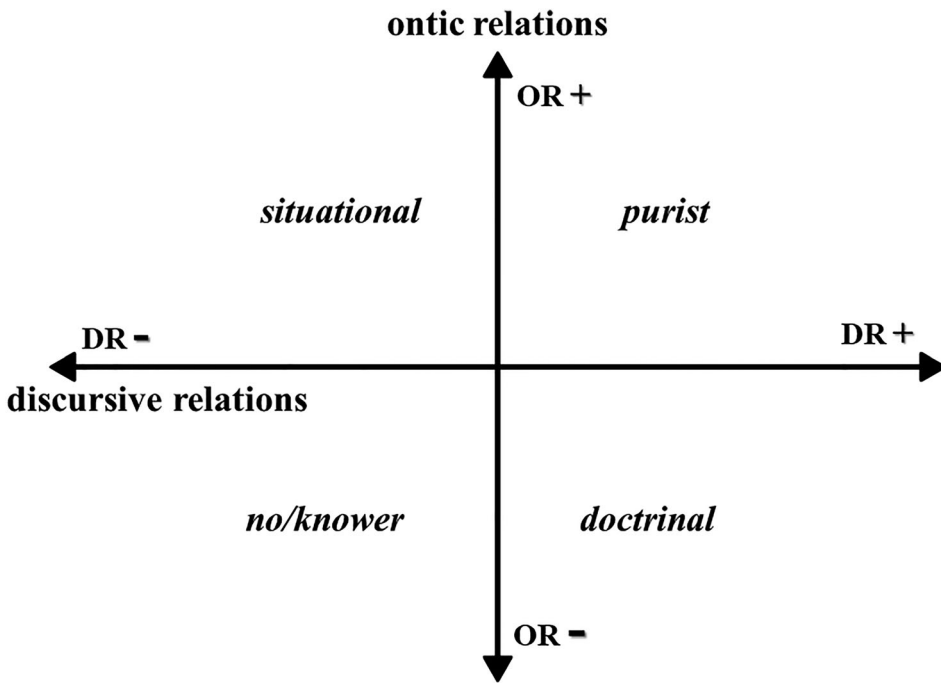 ontic relations
OR +
situational
purist
DR -
DR +
discursive relations
no/knower
doctrinal
OR -